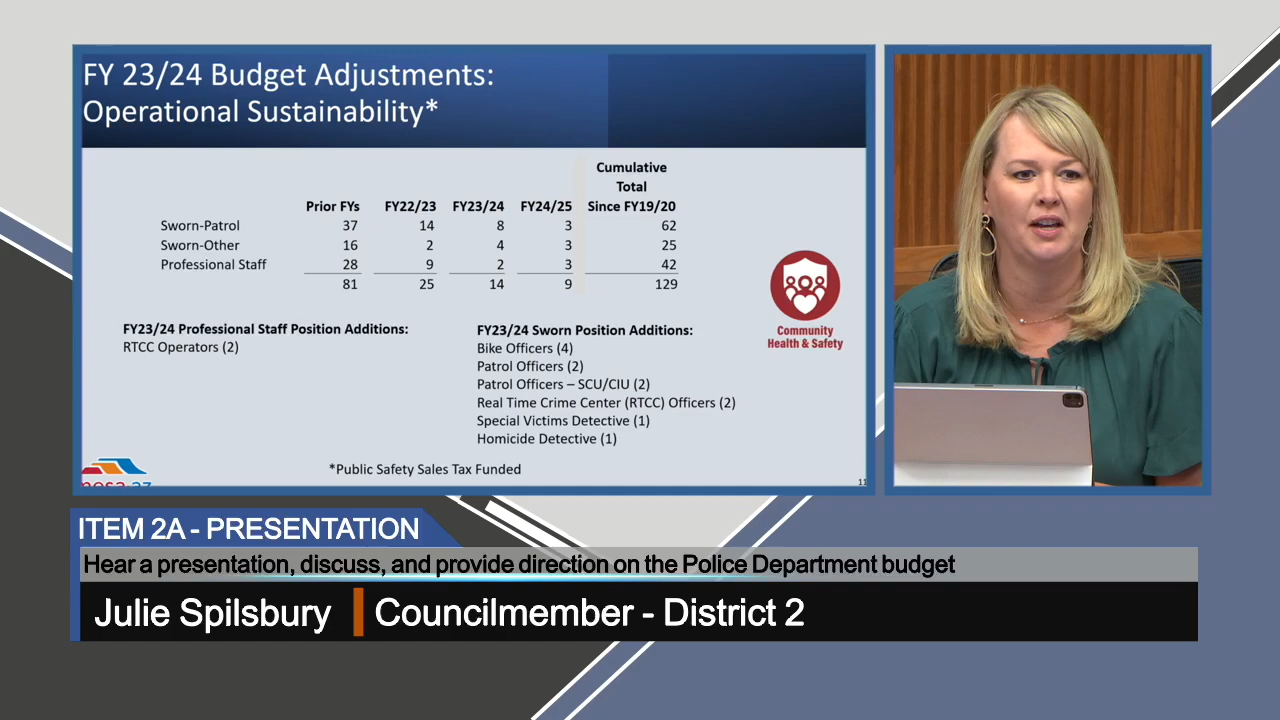 FY 23/24 Budget Adjustments:
Operational Sustainability*
Cumulative
Total
Prior FYs FY22/23 FY23/24 FY24/25 Since FY19/20
Sworn-Patrol 37 14 8 3 62
Sworn-Other 16 2 4 3 25
Professional Staff 28 9 2 3 42
81 25 14 9 129
FY23/24 Professional Staff Position Additions:
RTCC Operators (2)
FY23/24 Sworn Position Additions:
Bike Officers (4)
Patrol Officers (2)
Patrol Officers – SCU/CIU (2)
Real Time Crime Center (RTCC) Officers (2)
Special Victims Detective (1)
Homicide Detective (1)
Community
Health & Safety
*Public Safety Sales Tax Funded
mesa·az
11
ITEM 2A - PRESENTATION
Hear a presentation, discuss, and provide direction on the Police Department budget
Julie Spilsbury Councilmember - District 2